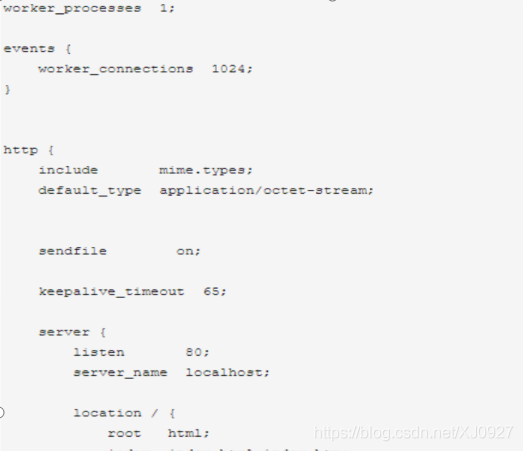 worker_processes  1;
events {
    worker_connections  1024;
}
http {
    include       mime.types;
    default_type  application/octet-stream;
    sendfile        on;
    keepalive_timeout  65;
    server {
        listen       80;
        server_name  localhost;
        location / {
            root   html;
https://blog.csdn.net/XJ0927